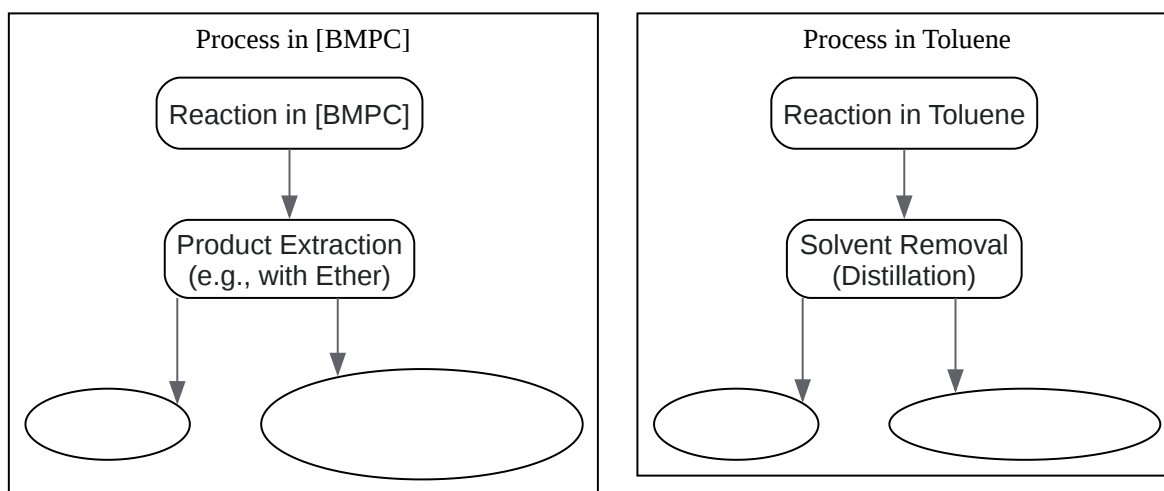 Process in [BMPC]
Reaction in [BMPC]
Product Extraction
(e.g., with Ether)
Process in Toluene
Reaction in Toluene
Solvent Removal
(Distillation)